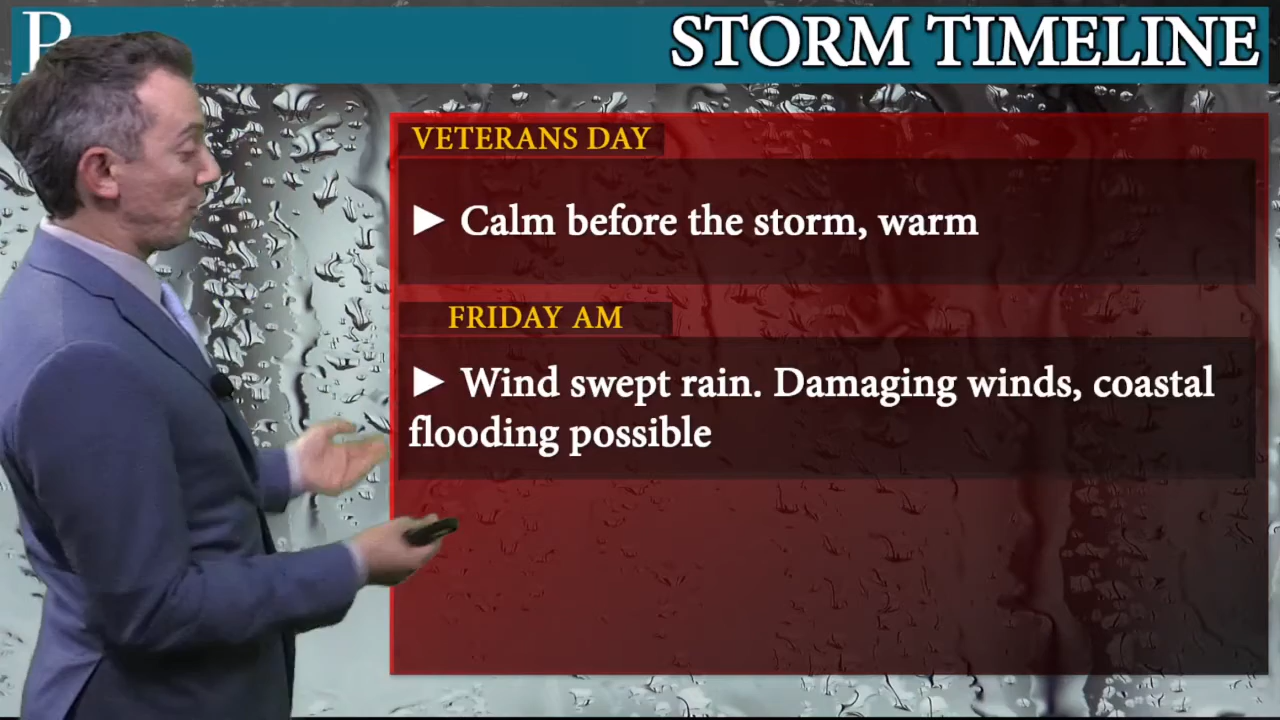 P
STORM TIMELINE
VETERANS DAY
► Calm before the storm, warm
FRIDAY AM
► Wind swept rain. Damaging winds, coastal
flooding possible